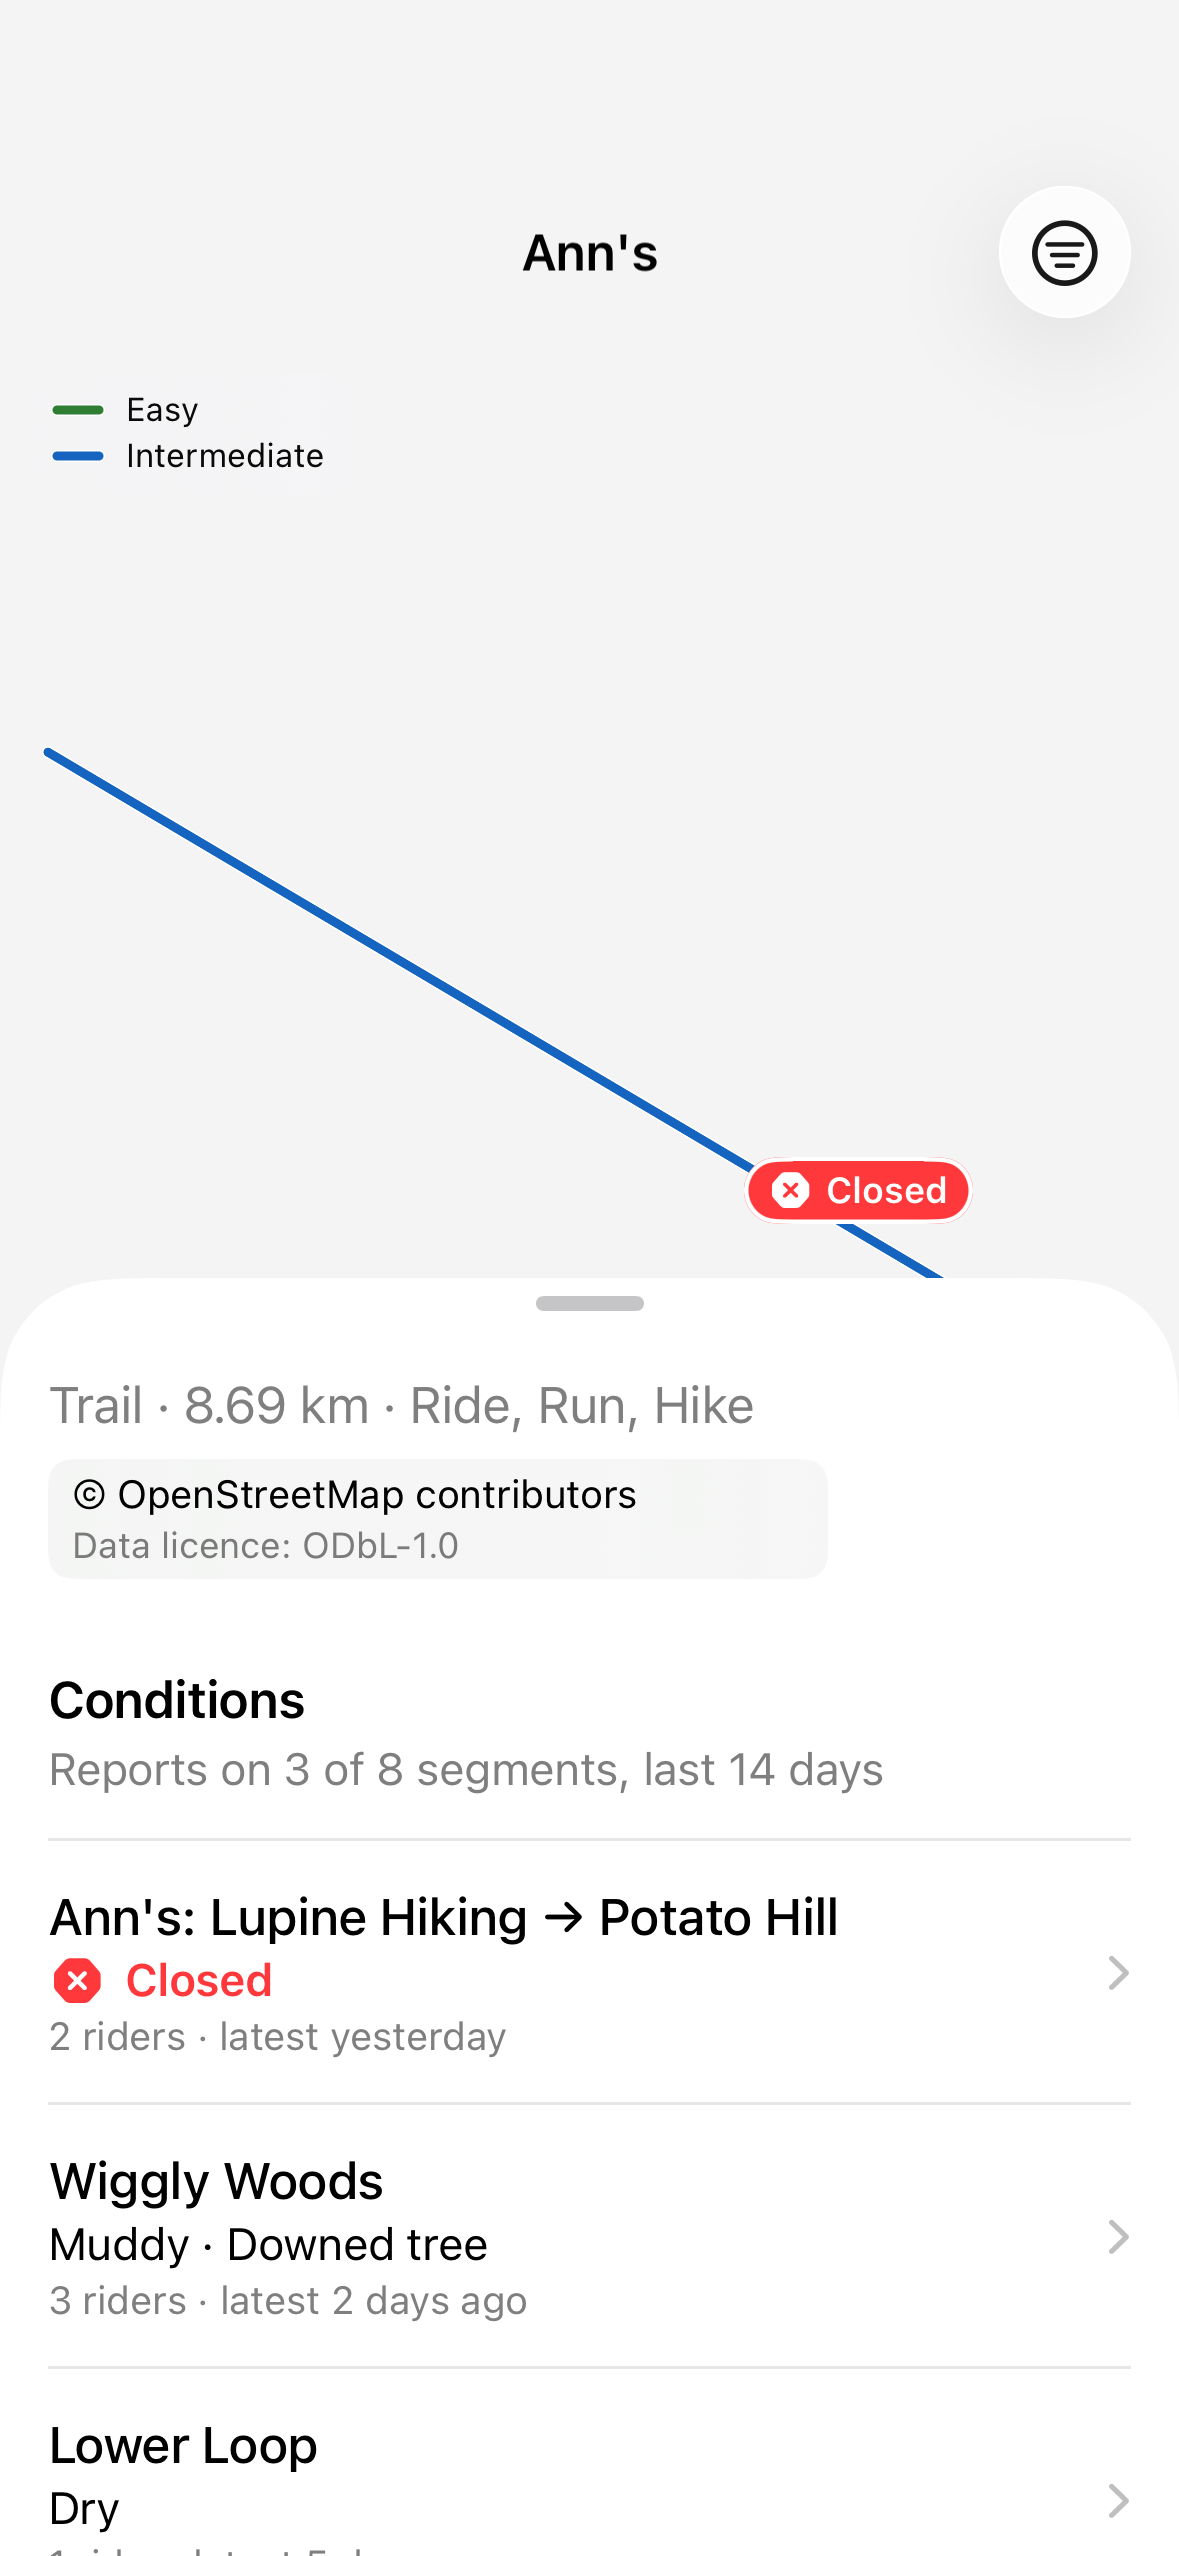 Ann's
Easy
Intermediate
Closed
Trail · 8.69 km · Ride, Run, Hike
© OpenStreetMap contributors
Data licence: ODbL-1.0
Conditions
Reports on 3 of 8 segments, last 14 days
Ann's: Lupine Hiking → Potato Hill
Closed
2 riders · latest yesterday
Wiggly Woods
Muddy · Downed tree
3 riders · latest 2 days ago
Lower Loop
Dry